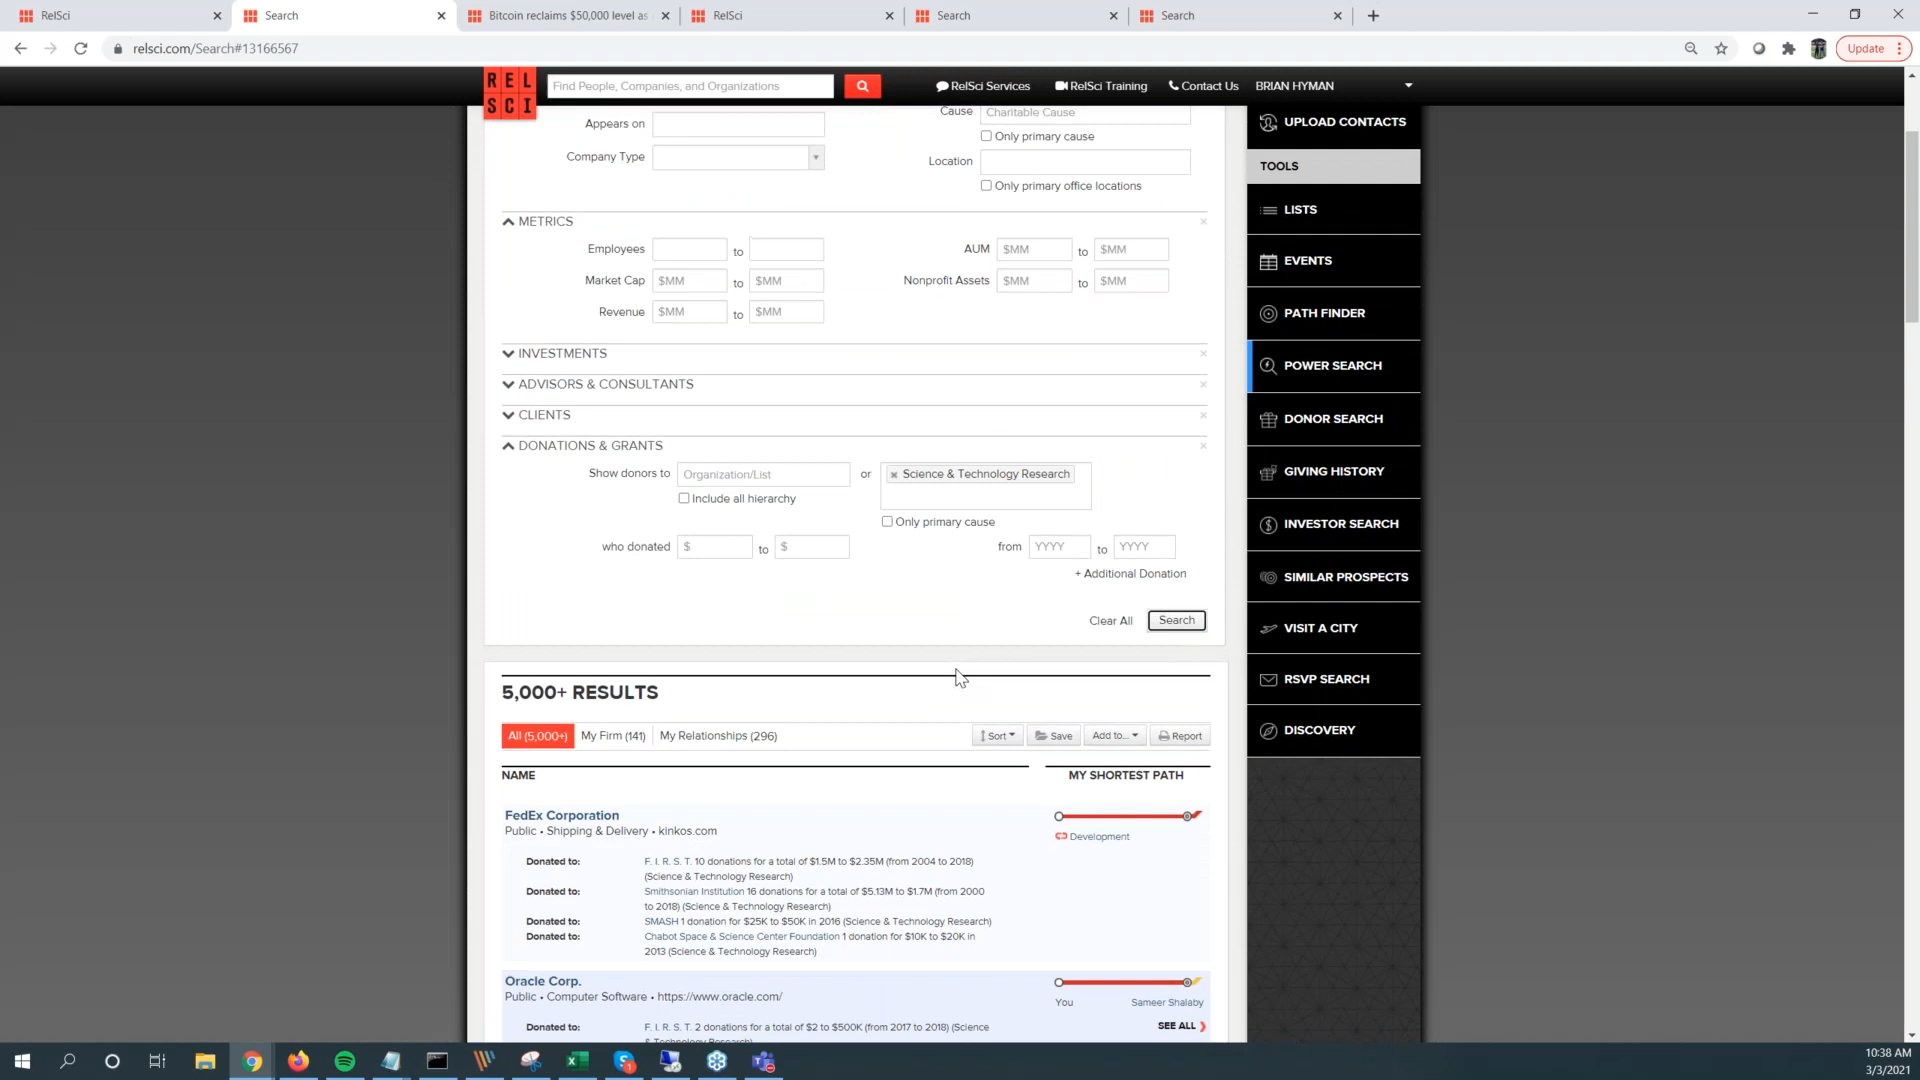 RelSci
Search
Bitcoin reclaims $50,000 level as
RelSci
Search
Search
relsci.com/Search#13166567
Update
REL
SCI
Find People, Companies, and Organizations
RelSci Services
RelSci Training
Contact Us
BRIAN HYMAN
Appears on
Cause
Charitable Cause
Only primary cause
Company Type
Location
Only primary office locations
METRICS
Employees
to
AUM
$MM
to
$MM
Market Cap
$MM
to
$MM
Nonprofit Assets
$MM
to
$MM
Revenue
$MM
to
$MM
INVESTMENTS
ADVISORS & CONSULTANTS
CLIENTS
DONATIONS & GRANTS
Show donors to
Organization/List
or
Science & Technology Research
Include all hierarchy
Only primary cause
who donated
$
to
$
from
YYYY
to
YYYY
+ Additional Donation
Clear All
Search
5,000+ RESULTS
All (5,000+)
My Firm (141)
My Relationships (296)
Sort
Save
Add to...
Report
NAME
MY SHORTEST PATH
FedEx Corporation
Public • Shipping & Delivery • kinkos.com
Development
Donated to:
F. I. R. S. T. 10 donations for a total of $1.5M to $2.35M (from 2004 to 2018)
(Science & Technology Research)
Donated to:
Smithsonian Institution 16 donations for a total of $5.13M to $1.7M (from 2000
to 2018) (Science & Technology Research)
Donated to:
SMASH 1 donation for $25K to $50K in 2016 (Science & Technology Research)
Donated to:
Chabot Space & Science Center Foundation 1 donation for $10K to $20K in
2013 (Science & Technology Research)
Oracle Corp.
Public • Computer Software • https://www.oracle.com/
You
Sameer Shalaby
Donated to:
F. I. R. S. T. 2 donations for a total of $2 to $500K (from 2017 to 2018) (Science
& Technology Research)
SEE ALL
UPLOAD CONTACTS
TOOLS
LISTS
EVENTS
PATH FINDER
POWER SEARCH
DONOR SEARCH
GIVING HISTORY
INVESTOR SEARCH
SIMILAR PROSPECTS
VISIT A CITY
RSVP SEARCH
DISCOVERY
10:38 AM
3/3/2021